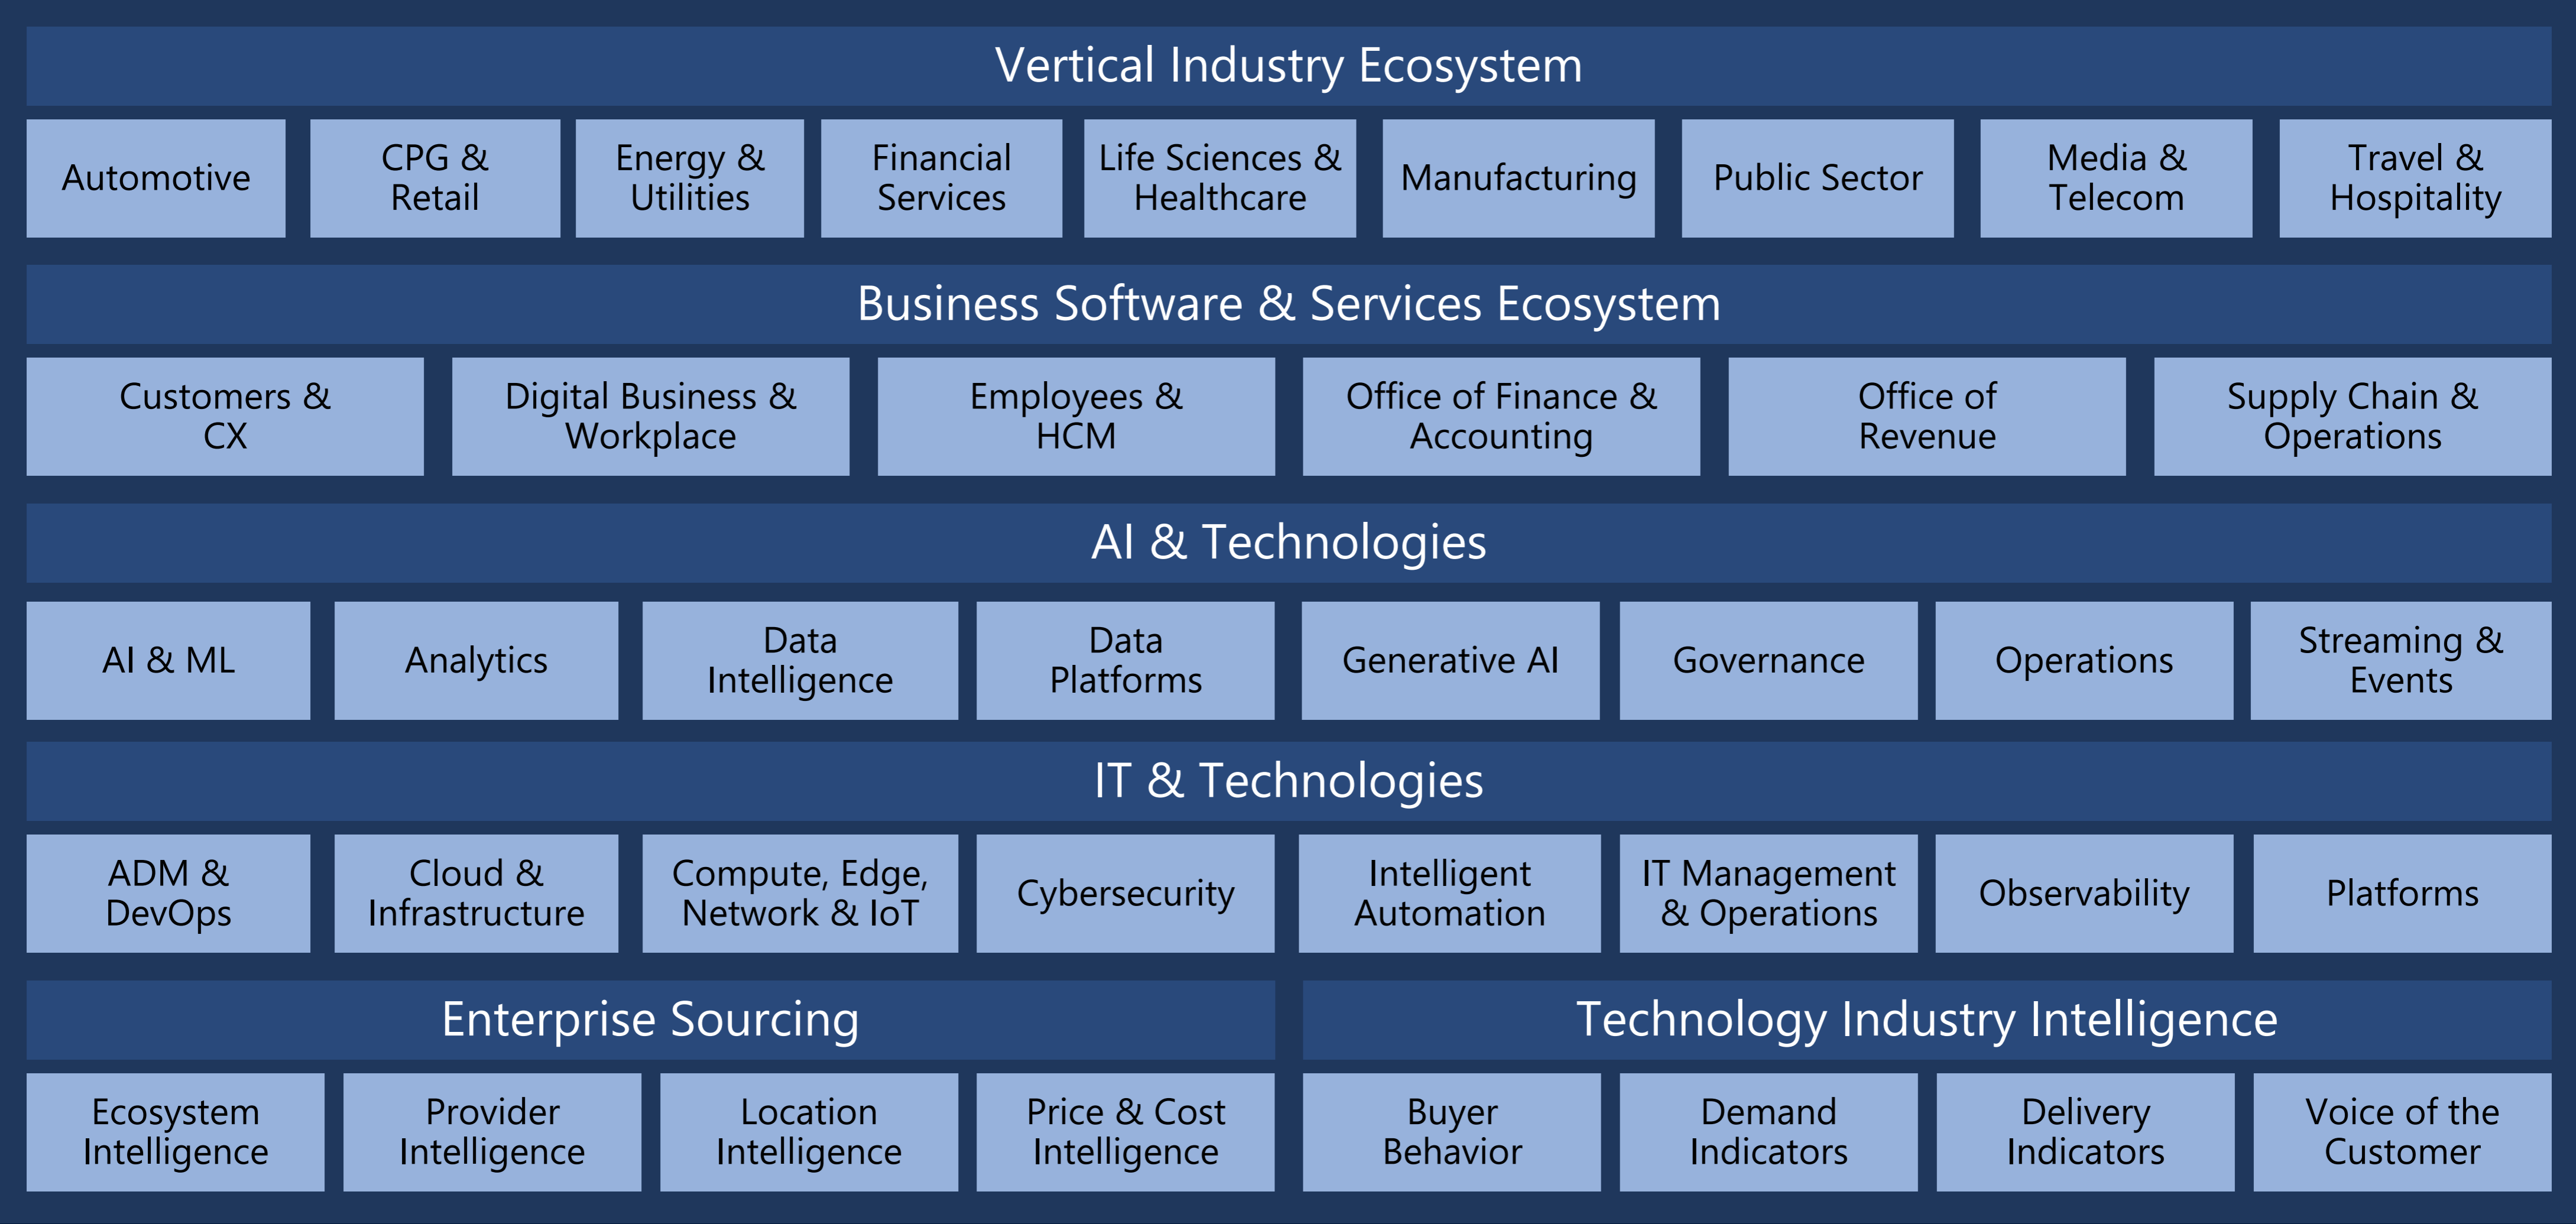 Vertical Industry Ecosystem
Automotive
CPG &
Retail
Energy &
Utilities
Financial
Services
Life Sciences &
Healthcare
Manufacturing
Public Sector
Media &
Telecom
Travel &
Hospitality
Business Software & Services Ecosystem
Customers &
CX
Digital Business &
Workplace
Employees &
HCM
Office of Finance &
Accounting
Office of
Revenue
Supply Chain &
Operations
AI & Technologies
AI & ML
Analytics
Data
Intelligence
Data
Platforms
Generative AI
Governance
Operations
Streaming &
Events
IT & Technologies
ADM &
DevOps
Cloud &
Infrastructure
Compute, Edge,
Network & IoT
Cybersecurity
Intelligent
Automation
IT Management
& Operations
Observability
Platforms
Enterprise Sourcing
Ecosystem
Intelligence
Provider
Intelligence
Location
Intelligence
Price & Cost
Intelligence
Technology Industry Intelligence
Buyer
Behavior
Demand
Indicators
Delivery
Indicators
Voice of the
Customer